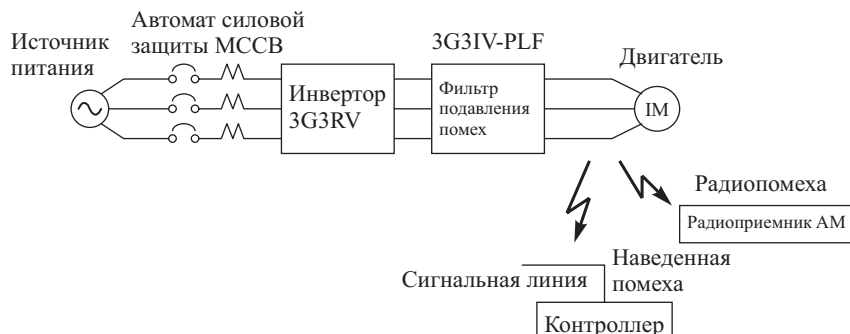 Источник
питания
Автомат силовой
защиты MCCB
Инвертор
3G3RV
3G3IV-PLF
Фильтр
подавления
помех
Двигатель
IM
Радиопомеха
Радиоприемник АМ
Сигнальная линия
Наведенная
помеха
Контроллер